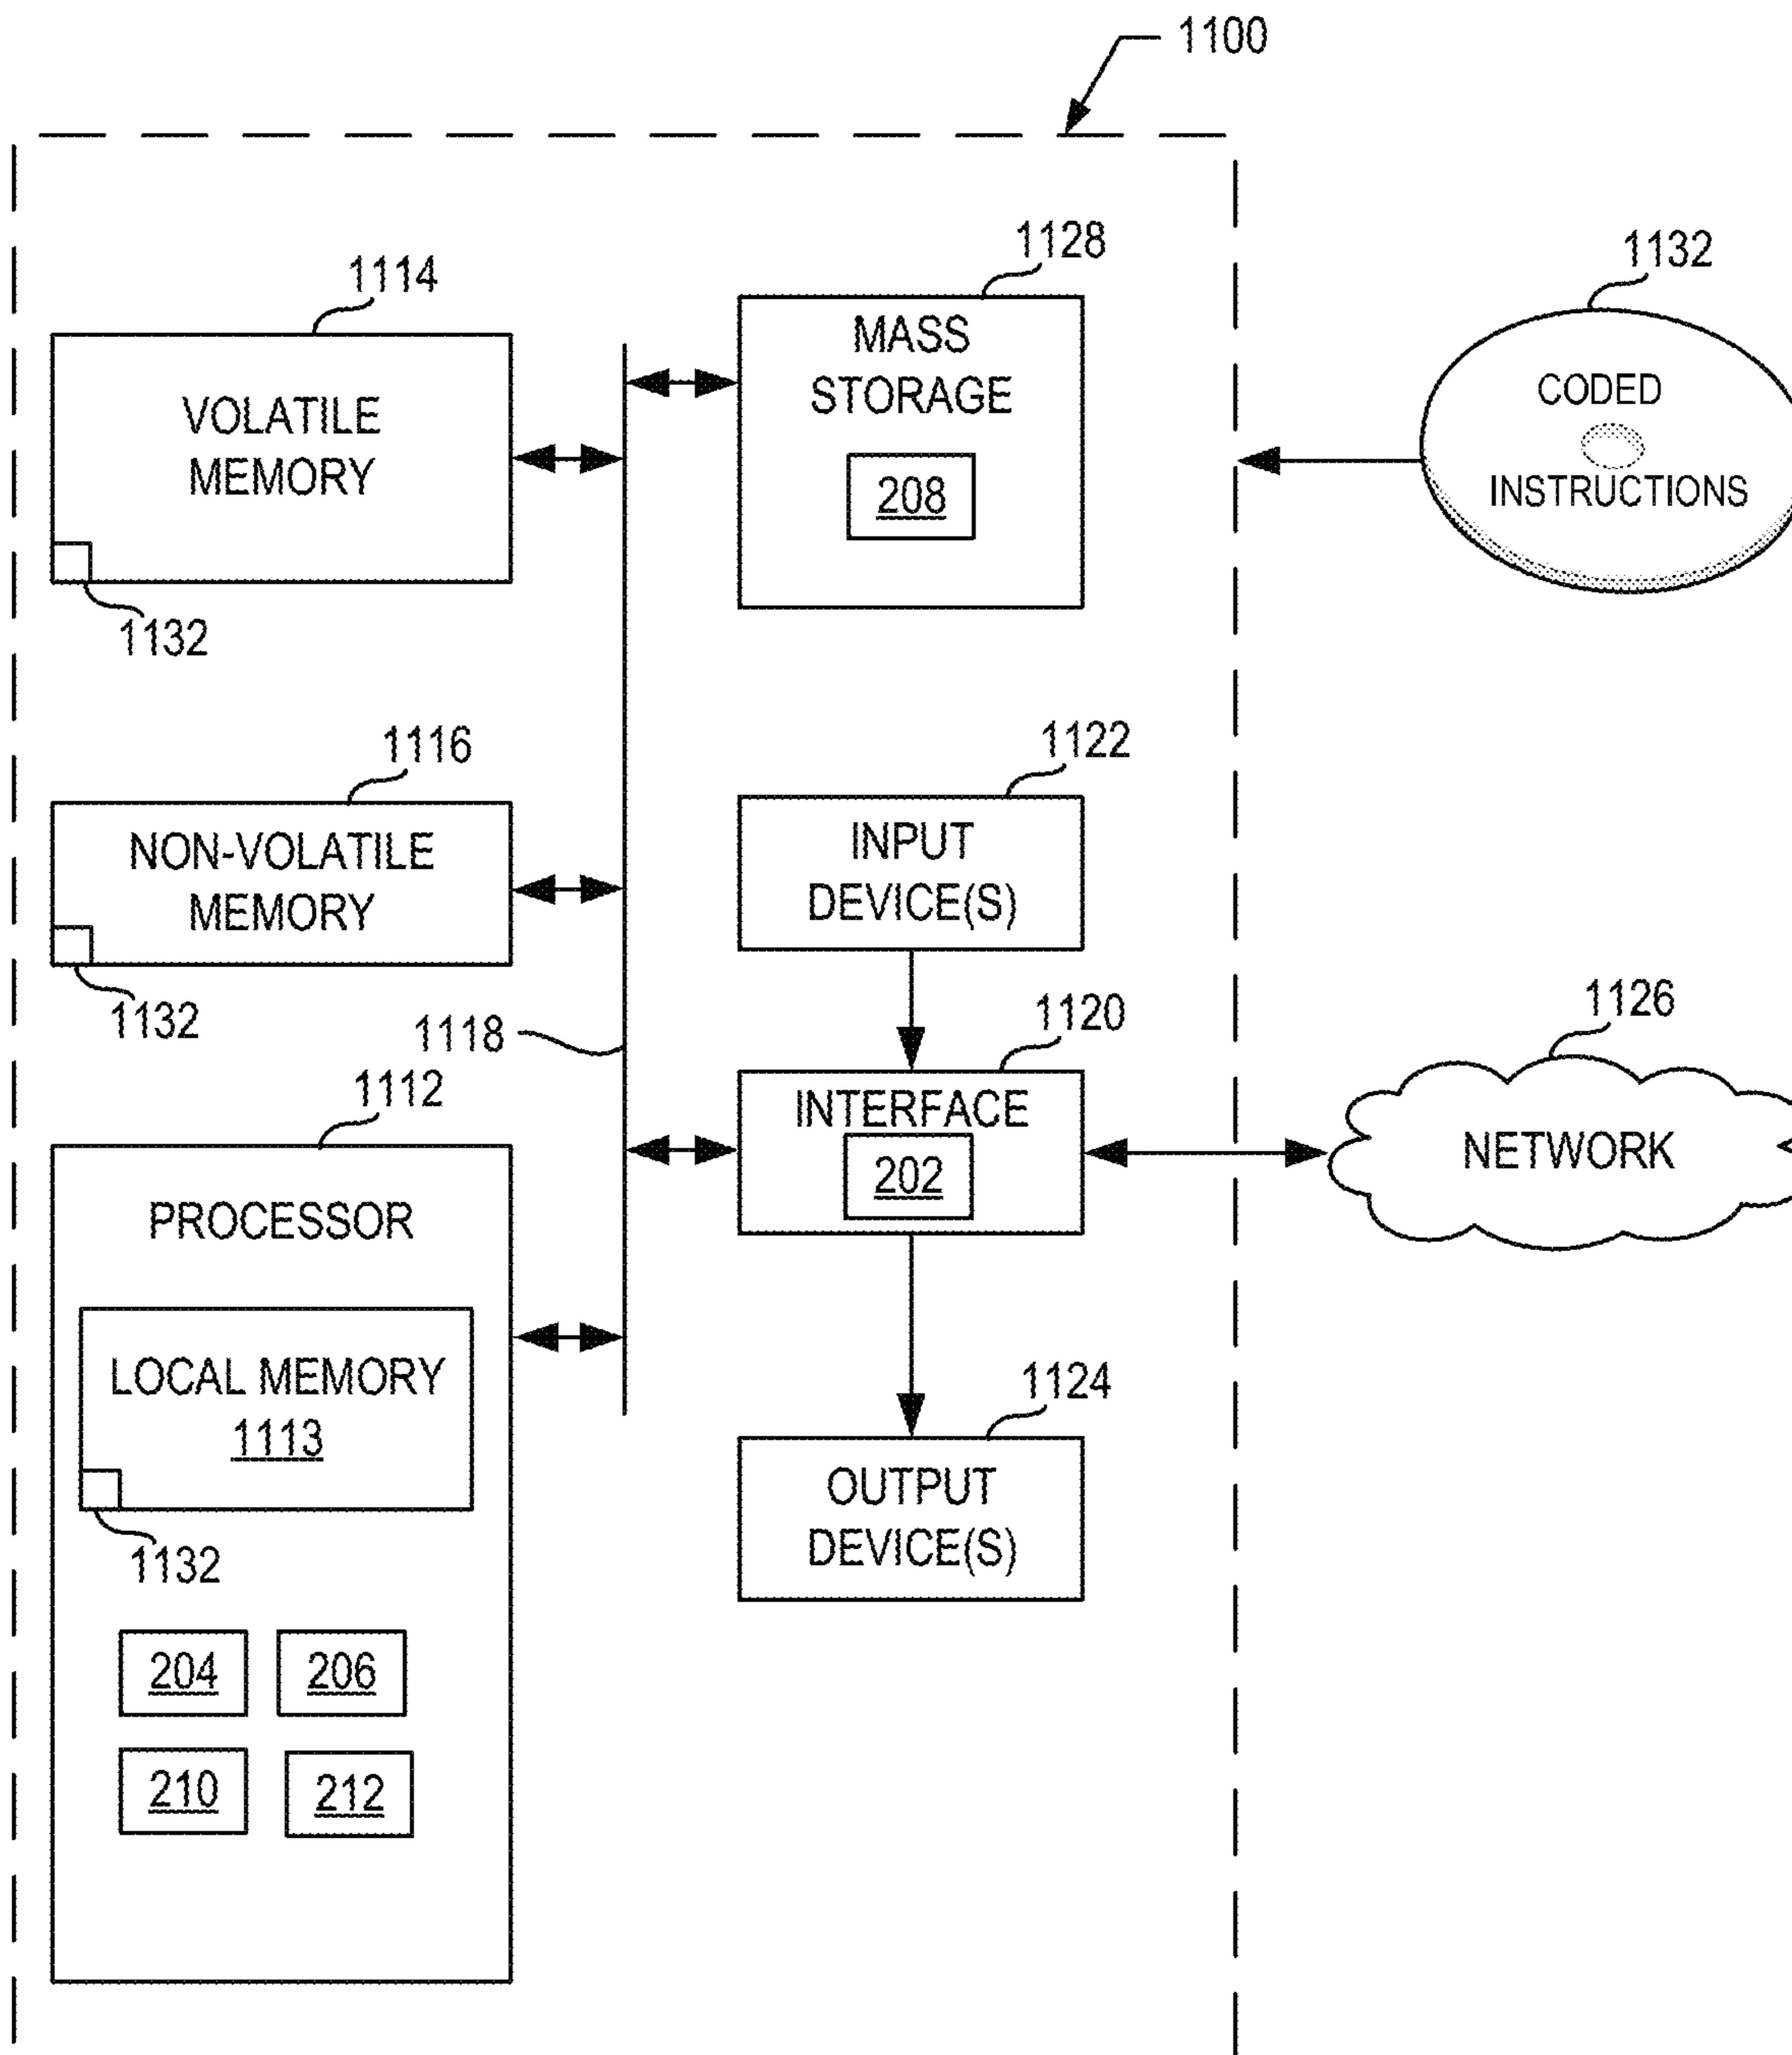 1100
1114
VOLATILE
MEMORY
1132
1128
MASS
STORAGE
208
1132
CODED
INSTRUCTIONS
1116
NON-VOLATILE
MEMORY
1132
1118
1122
INPUT
DEVICE(S)
1120
INTERFACE
202
1126
NETWORK
1112
PROCESSOR
LOCAL MEMORY
1113
1132
204
206
210
212
1124
OUTPUT
DEVICE(S)